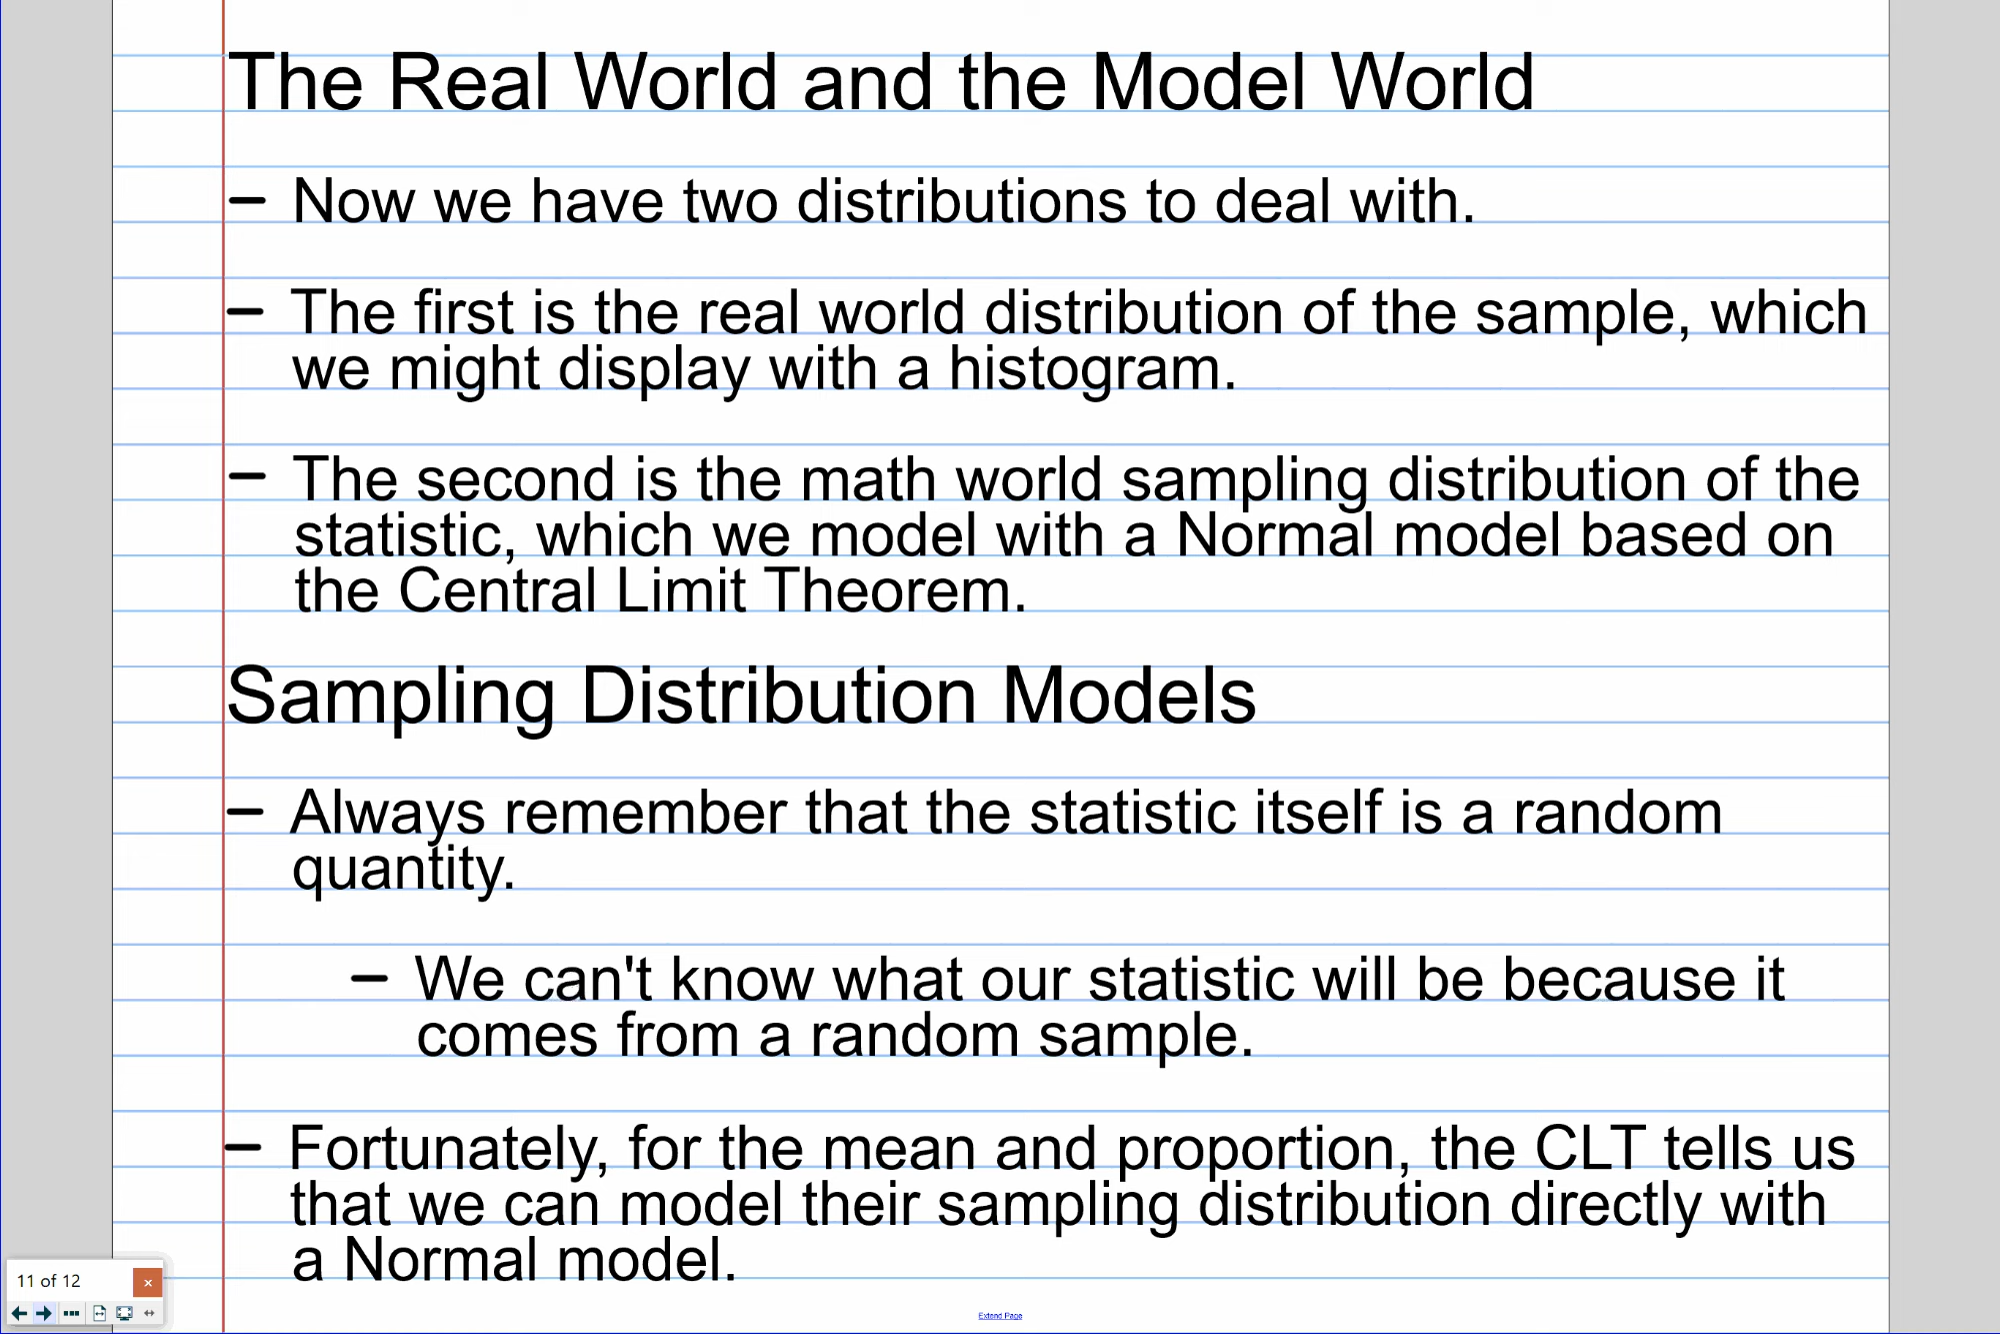 The Real World and the Model World
– Now we have two distributions to deal with.
– The first is the real world distribution of the sample, which
we might display with a histogram.
– The second is the math world sampling distribution of the
statistic, which we model with a Normal model based on
the Central Limit Theorem.
Sampling Distribution Models
– Always remember that the statistic itself is a random
quantity.
– We can't know what our statistic will be because it
comes from a random sample.
– Fortunately, for the mean and proportion, the CLT tells us
that we can model their sampling distribution directly with
a Normal model.
11 of 12
Extend Page